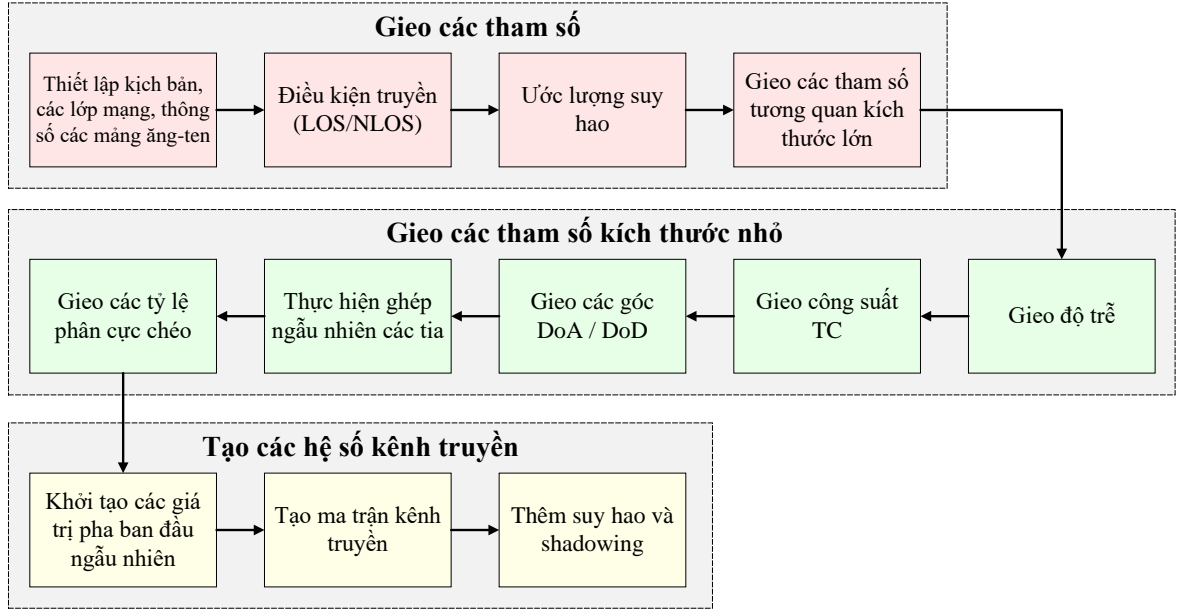 Gieo các tham số
Thiết lập kịch bản,
các lớp mạng, thông
số các mảng ăng-ten
Điều kiện truyền
(LOS/NLOS)
Ước lượng suy
hao
Gieo các tham số
tương quan kích
thước lớn
Gieo các tham số kích thước nhỏ
Gieo các tỷ lệ
phân cực chéo
Thực hiện ghép
ngẫu nhiên các tia
Gieo các góc
DoA / DoD
Gieo công suất
TC
Gieo độ trễ
Tạo các hệ số kênh truyền
Khởi tạo các giá
trị pha ban đầu
ngẫu nhiên
Tạo ma trận kênh
truyền
Thêm suy hao và
shadowing